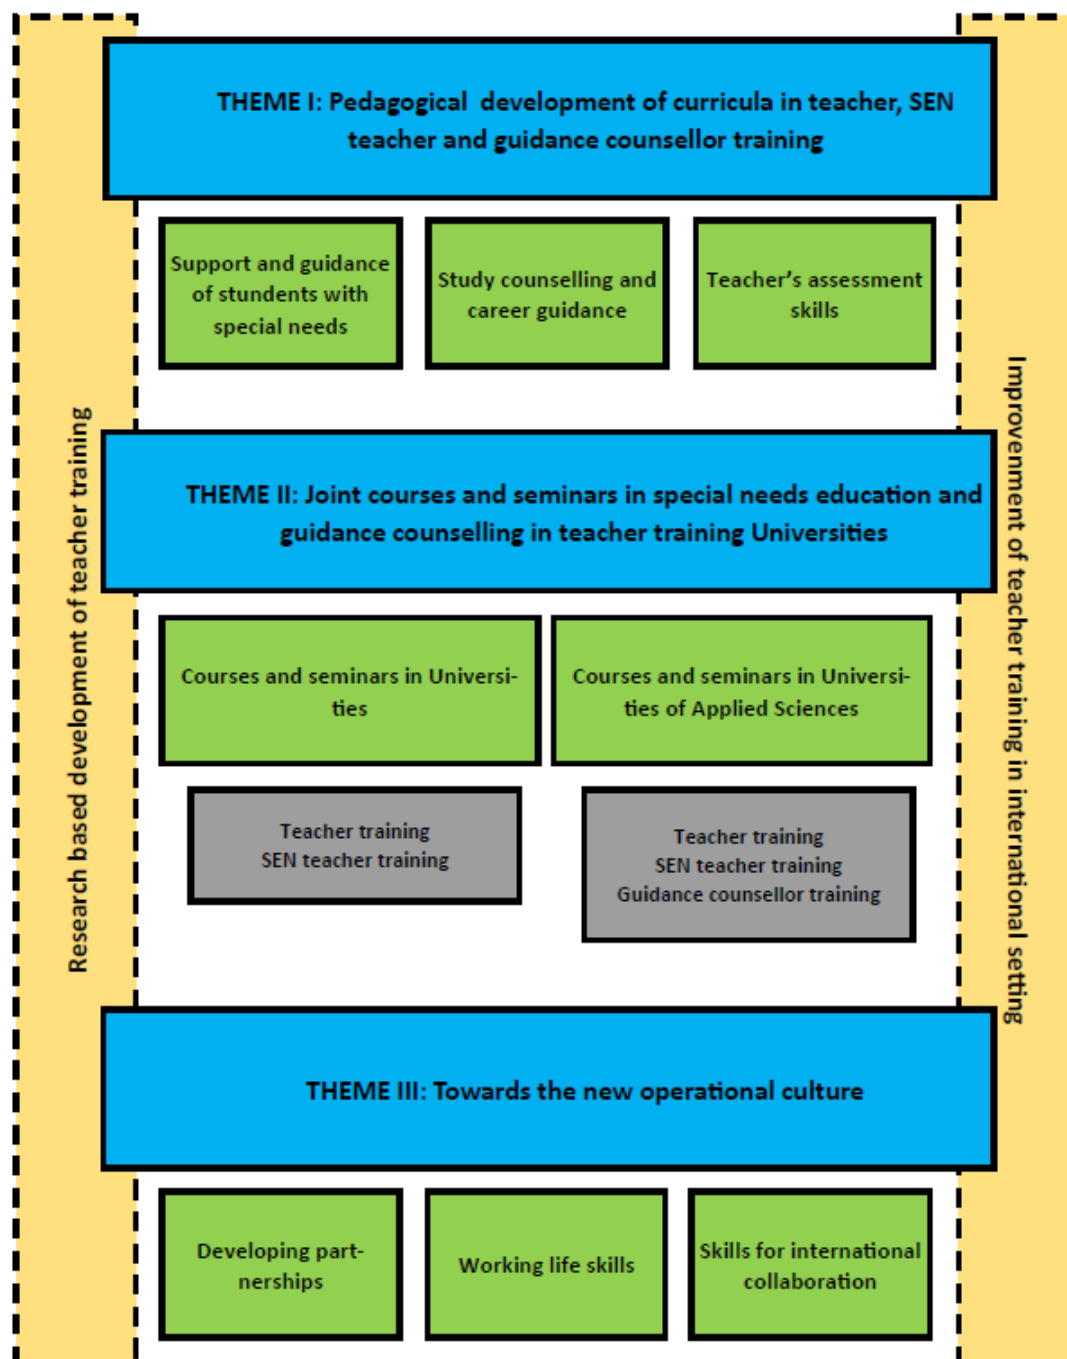 THEME I: Pedagogical  development of curricula in teacher, SEN
teacher and guidance counsellor training
Support and guidance
of stundents with
special needs
Study counselling and
career guidance
Teacher’s assessment
skills
Research based development of teacher training
Improvenment of teacher training in international setting
THEME II: Joint courses and seminars in special needs education and
guidance counselling in teacher training Universities
Courses and seminars in Universi-
ties
Courses and seminars in Universi-
ties of Applied Sciences
Teacher training
SEN teacher training
Teacher training
SEN teacher training
Guidance counsellor training
THEME III: Towards the new operational culture
Developing part-
nerships
Working life skills
Skills for international
collaboration